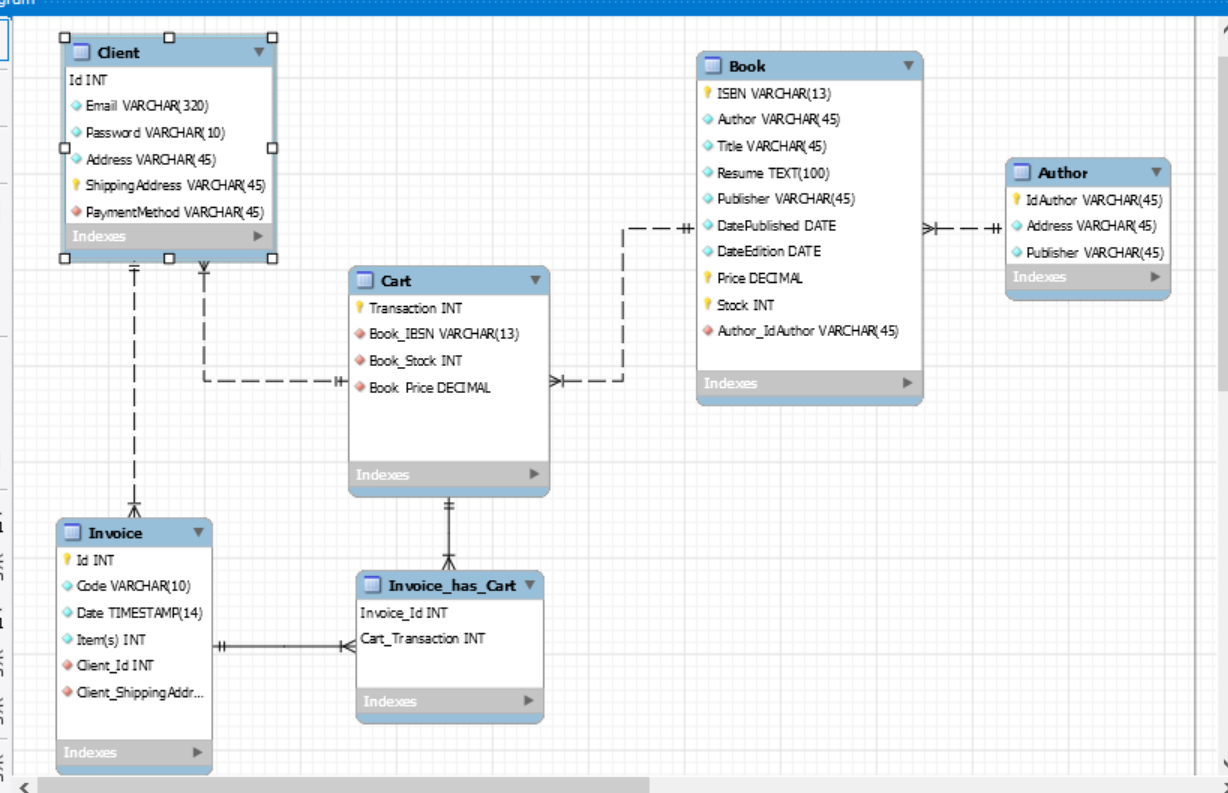 Client
Id INT
Email VARCHAR(320)
Password VARCHAR(10)
Address VARCHAR(45)
ShippingAddress VARCHAR(45)
PaymentMethod VARCHAR(45)
Indexes
Book
ISBN VARCHAR(13)
Author VARCHAR(45)
Title VARCHAR(45)
Resume TEXT(100)
Publisher VARCHAR(45)
DatePublished DATE
DateEdition DATE
Price DECIMAL
Stock INT
Author_IdAuthor VARCHAR(45)
Indexes
Author
IdAuthor VARCHAR(45)
Address VARCHAR(45)
Publisher VARCHAR(45)
Indexes
Cart
Transaction INT
Book_IBSN VARCHAR(13)
Book_Stock INT
Book Price DECIMAL
Indexes
Invoice
Id INT
Code VARCHAR(10)
Date TIMESTAMP(14)
Item(s) INT
Client_Id INT
Client_ShippingAddr...
Indexes
Invoice_has_Cart
Invoice_Id INT
Cart_Transaction INT
Indexes